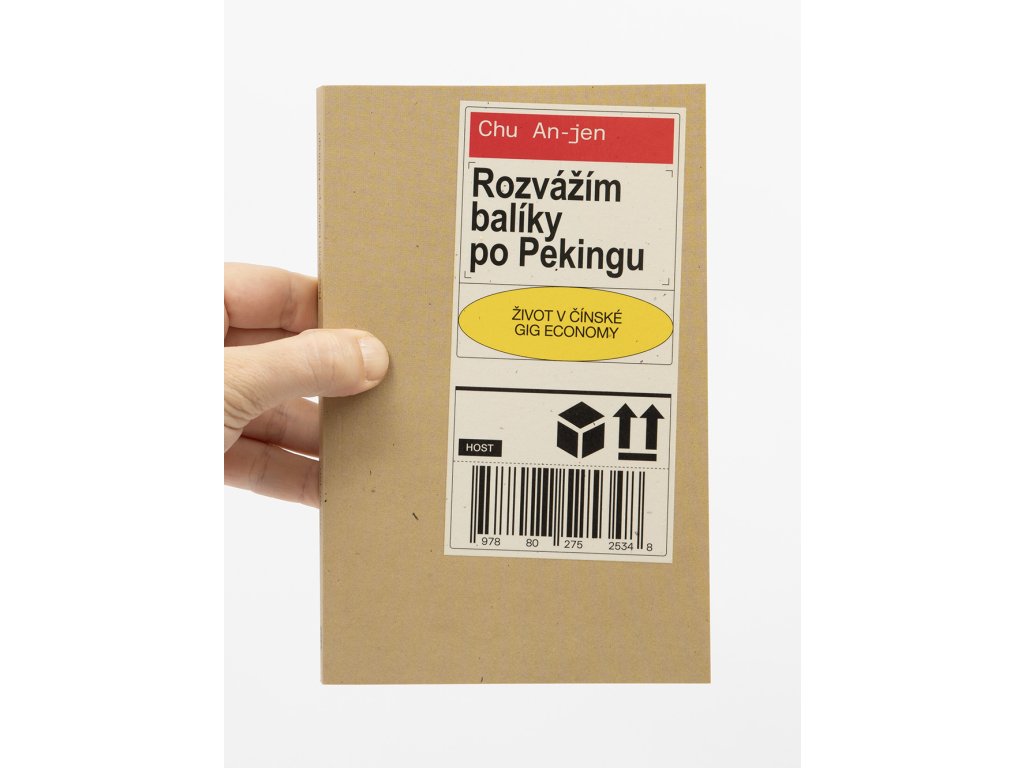 Chu An-jen
Rozvážím
balíky
po Pekingu
ŽIVOT V ČÍNSKÉ
GIG ECONOMY
HOST
978 80 275 2534 8